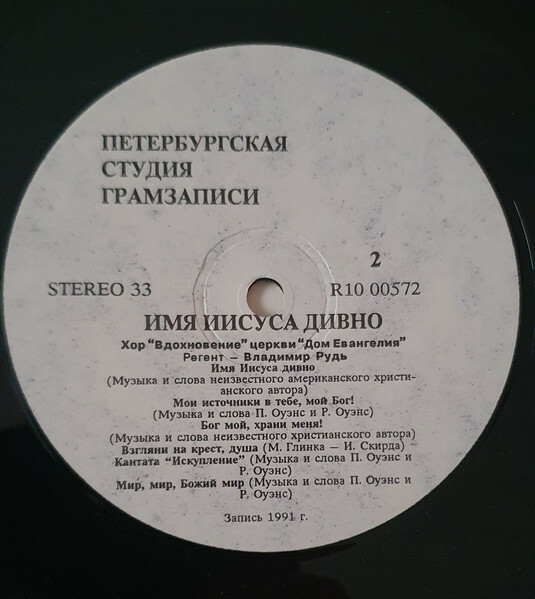 ПЕТЕРБУРГСКАЯ
СТУДИЯ
ГРАМЗАПИСИ
2
STEREO 33
R10 00572
ИМЯ ИИСУСА ДИВНО
Хор "Вдохновение" церкви "Дом Евангелия"
Регент – Владимир Рудь
Имя Иисуса дивно
(Музыка и слова неизвестного американского христи-
анского автора)
Мои источники в тебе, мой Бог!
(Музыка и слова П. Оуэнс и Р. Оуэнс)
Бог мой, храни меня!
(Музыка и слова неизвестного христианского автора)
Взгляни на крест, душа (М. Глинка – И. Скирда) –
Кантата "Искупление" (Музыка и слова П. Оуэнс и
Р. Оуэнс)
Мир, мир, Божий мир (Музыка и слова П. Оуэнс и
Р. Оуэнс)
Запись 1991 г.